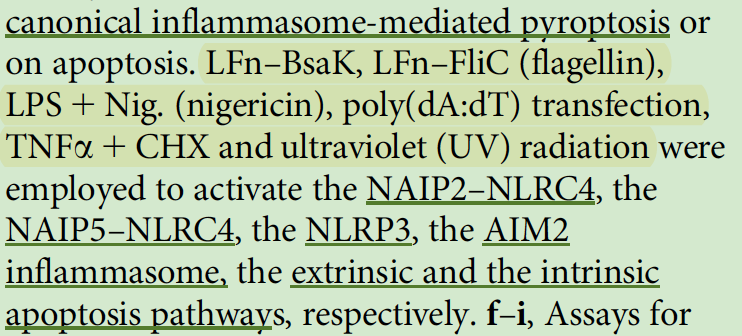 canonical inflammasome-mediated pyroptosis or
on apoptosis. LFn–BsaK, LFn–FliC (flagellin),
LPS + Nig. (nigericin), poly(dA:dT) transfection,
TNFα + CHX and ultraviolet (UV) radiation were
employed to activate the NAIP2–NLRC4, the
NAIP5–NLRC4, the NLRP3, the AIM2
inflammasome, the extrinsic and the intrinsic
apoptosis pathways, respectively. f–i, Assays for